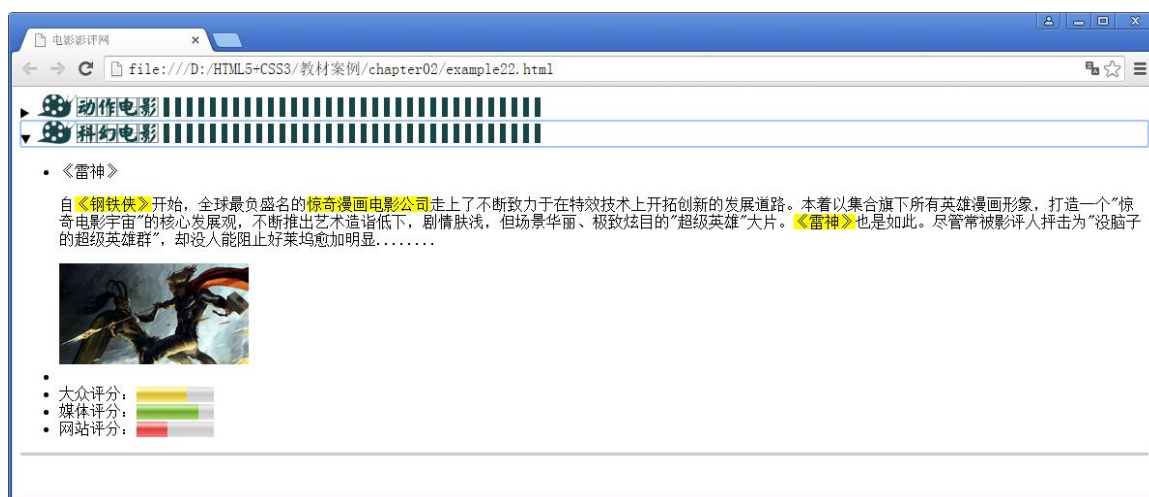 电影影评网
file:///D:/HTML5+CSS3/教材案例/chapter02/example22.html
动作电影
科幻电影
《雷神》
自《钢铁侠》开始,全球最负盛名的惊奇漫画电影公司走上了不断致力于在特效技术上开拓创新的发展道路。本着以集合旗下所有英雄漫画形象,打造一个"惊
奇电影宇宙"的核心发展观,不断推出艺术造诣低下,剧情肤浅,但场景华丽、极致炫目的"超级英雄"大片。《雷神》也是如此。尽管常被影评人抨击为"没脑子
的超级英雄群",却没人能阻止好莱坞愈加明显........
大众评分:
媒体评分:
网站评分: